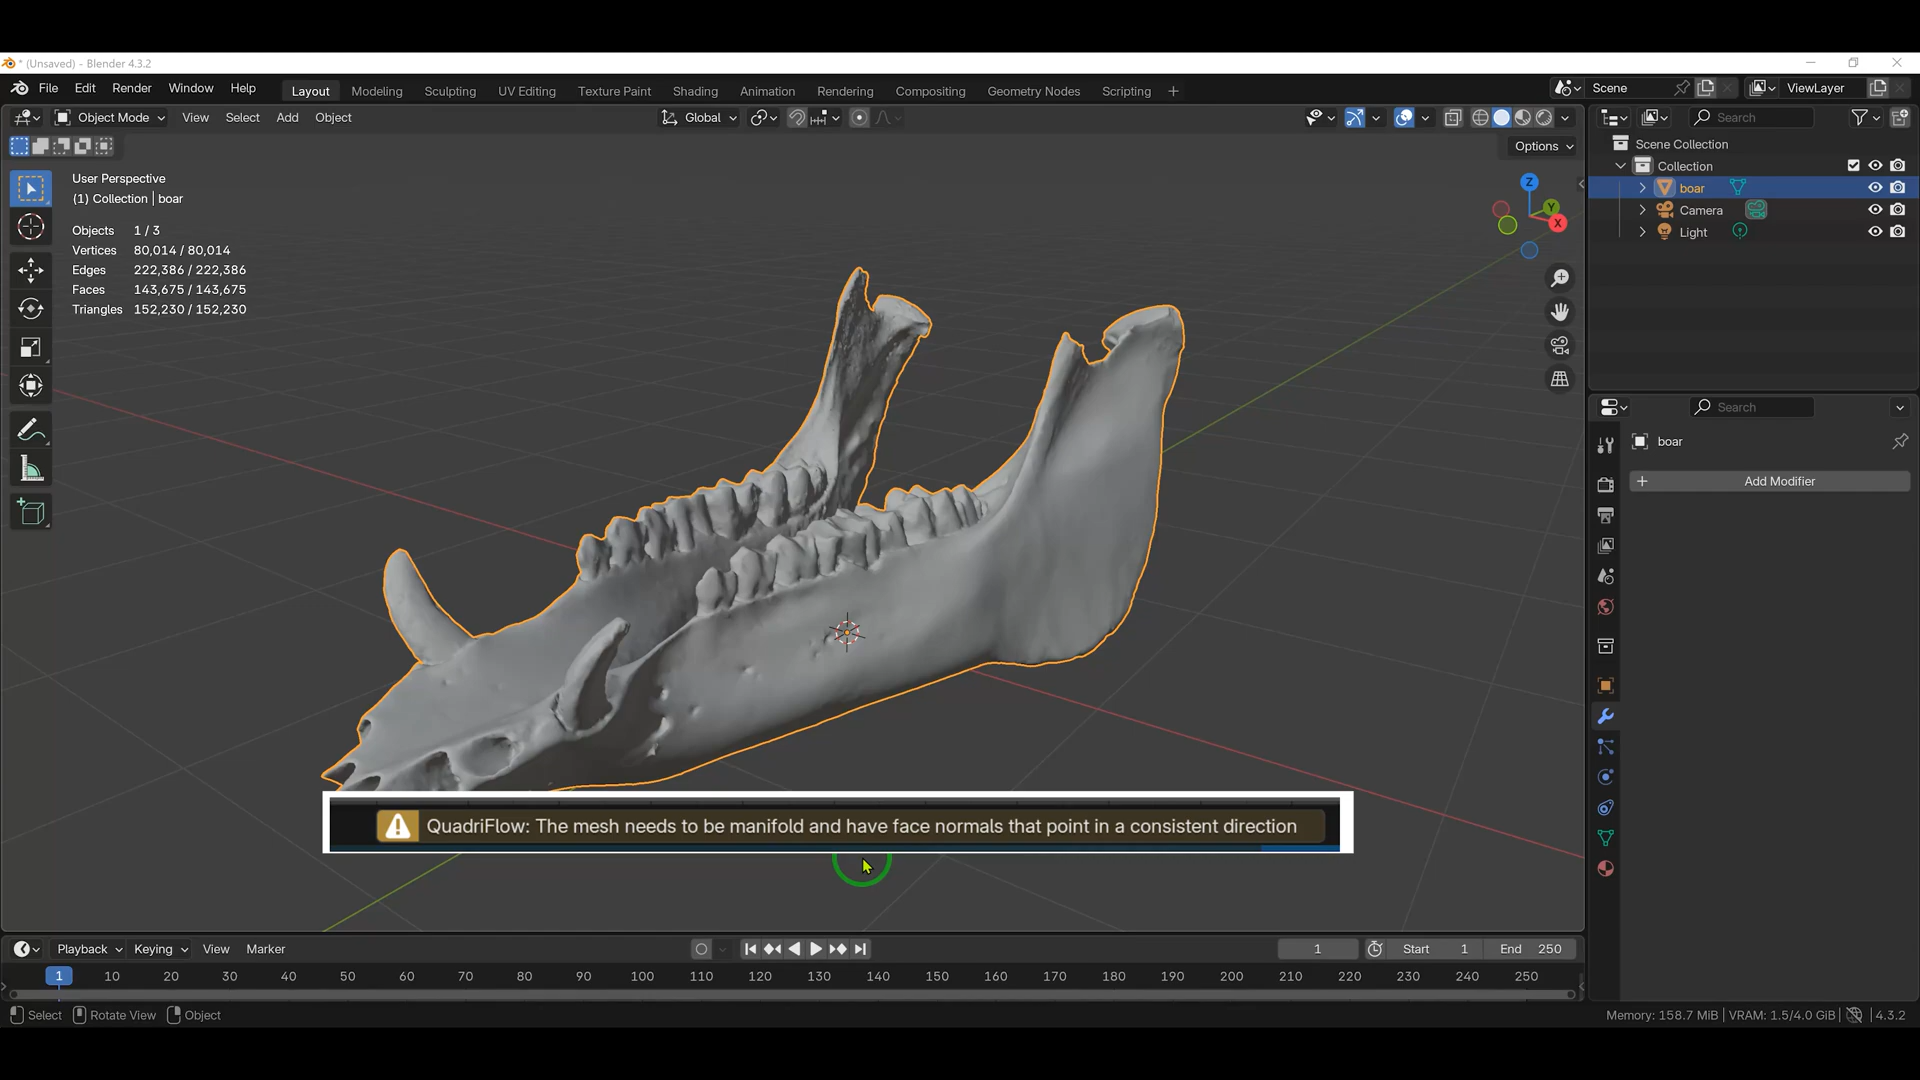 * (Unsaved) - Blender 4.3.2
File Edit Render Window Help Layout Modeling Sculpting UV Editing Texture Paint Shading Animation Rendering Compositing Geometry Nodes Scripting + Scene ViewLayer
Object Mode View Select Add Object Global Search
Options
User Perspective
(1) Collection | boar
Objects 1 / 3
Vertices 80,014 / 80,014
Edges 222,386 / 222,386
Faces 143,675 / 143,675
Triangles 152,230 / 152,230
Z
Y
X
Scene Collection
Collection
boar
Camera
Light
Search
boar
+ Add Modifier
QuadriFlow: The mesh needs to be manifold and have face normals that point in a consistent direction
Playback Keying View Marker 1 Start 1 End 250
1 10 20 30 40 50 60 70 80 90 100 110 120 130 140 150 160 170 180 190 200 210 220 230 240 250
Select Rotate View Object Memory: 158.7 MiB | VRAM: 1.5/4.0 GiB | 4.3.2